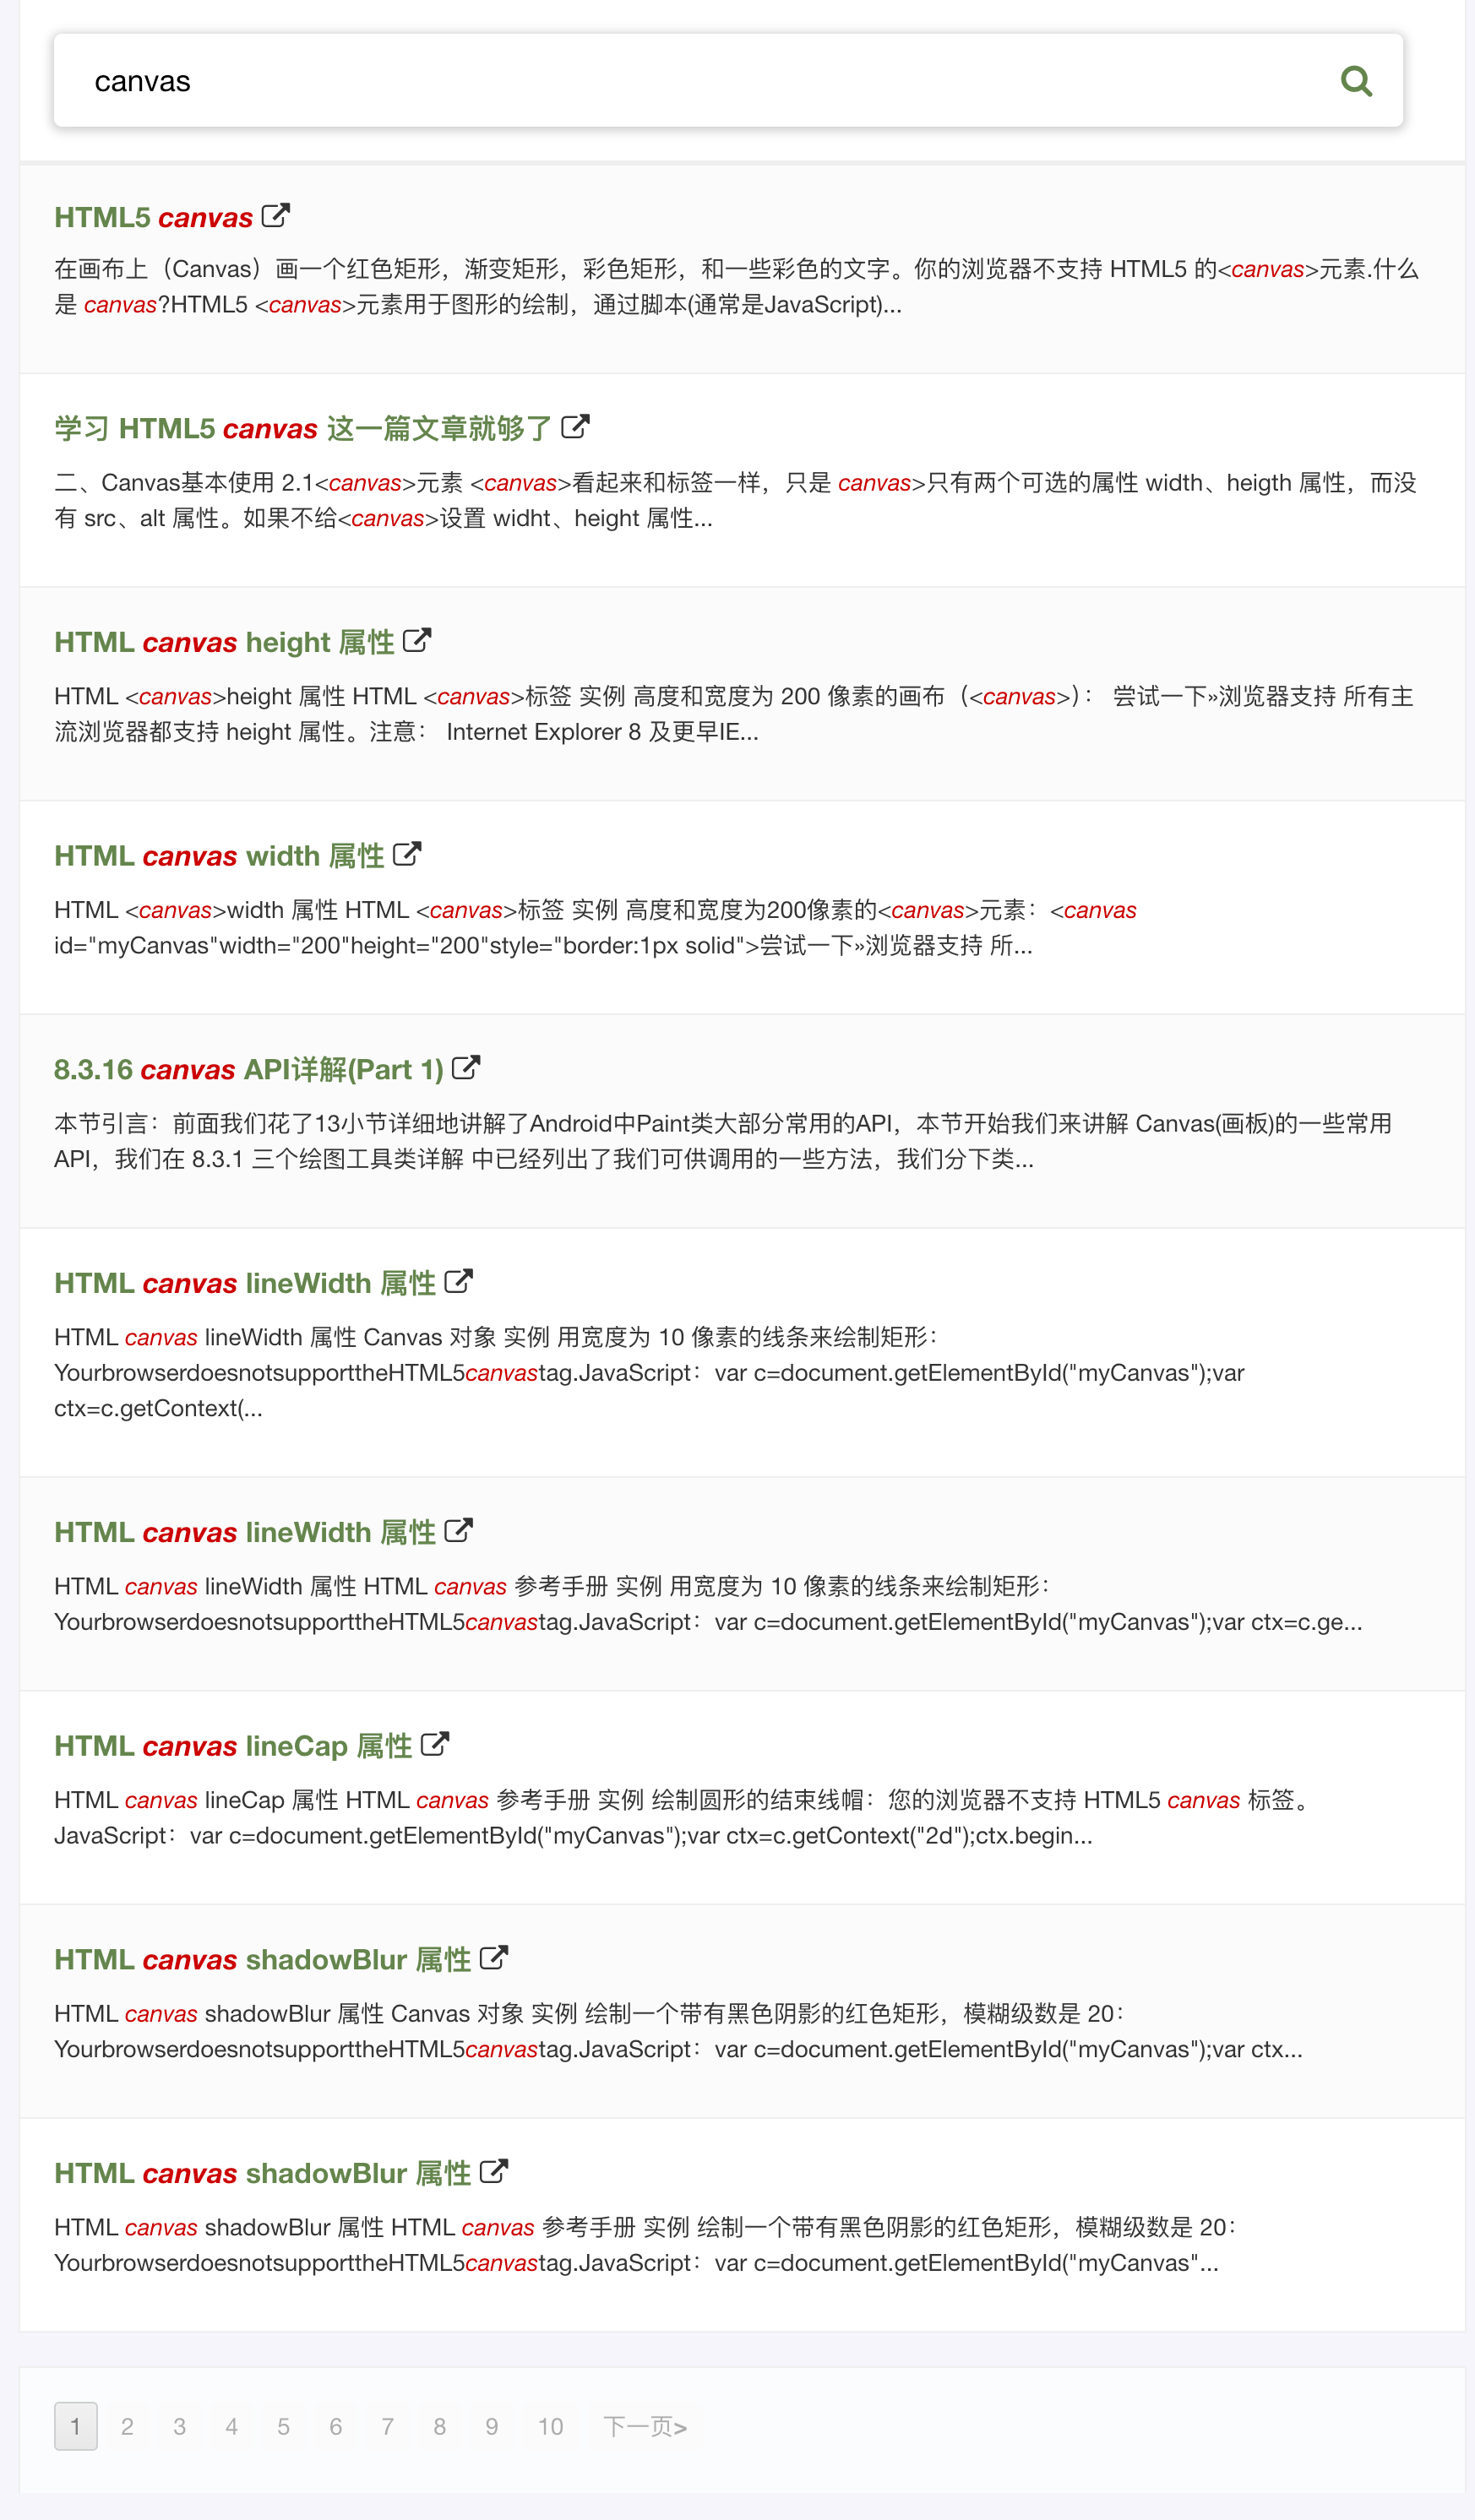 canvas
HTML5 canvas
在画布上（Canvas）画一个红色矩形，渐变矩形，彩色矩形，和一些彩色的文字。你的浏览器不支持 HTML5 的<canvas>元素.什么
是 canvas?HTML5 <canvas>元素用于图形的绘制，通过脚本(通常是JavaScript)...
学习 HTML5 canvas 这一篇文章就够了
二、Canvas基本使用 2.1<canvas>元素 <canvas>看起来和标签一样，只是 canvas>只有两个可选的属性 width、heigth 属性，而没
有 src、alt 属性。如果不给<canvas>设置 widht、height 属性...
HTML canvas height 属性
HTML <canvas>height 属性 HTML <canvas>标签 实例 高度和宽度为 200 像素的画布（<canvas>）： 尝试一下»浏览器支持 所有主
流浏览器都支持 height 属性。注意： Internet Explorer 8 及更早IE...
HTML canvas width 属性
HTML <canvas>width 属性 HTML <canvas>标签 实例 高度和宽度为200像素的<canvas>元素：<canvas
id="myCanvas"width="200"height="200"style="border:1px solid">尝试一下»浏览器支持 所...
8.3.16 canvas API详解(Part 1)
本节引言：前面我们花了13小节详细地讲解了Android中Paint类大部分常用的API，本节开始我们来讲解 Canvas(画板)的一些常用
API，我们在 8.3.1 三个绘图工具类详解 中已经列出了我们可供调用的一些方法，我们分下类...
HTML canvas lineWidth 属性
HTML canvas lineWidth 属性 Canvas 对象 实例 用宽度为 10 像素的线条来绘制矩形：
YourbrowserdoesnotsupporttheHTML5canvastag.JavaScript：var c=document.getElementById("myCanvas");var
ctx=c.getContext(...
HTML canvas lineWidth 属性
HTML canvas lineWidth 属性 HTML canvas 参考手册 实例 用宽度为 10 像素的线条来绘制矩形：
YourbrowserdoesnotsupporttheHTML5canvastag.JavaScript：var c=document.getElementById("myCanvas");var ctx=c.ge...
HTML canvas lineCap 属性
HTML canvas lineCap 属性 HTML canvas 参考手册 实例 绘制圆形的结束线帽：您的浏览器不支持 HTML5 canvas 标签。
JavaScript：var c=document.getElementById("myCanvas");var ctx=c.getContext("2d");ctx.begin...
HTML canvas shadowBlur 属性
HTML canvas shadowBlur 属性 Canvas 对象 实例 绘制一个带有黑色阴影的红色矩形，模糊级数是 20：
YourbrowserdoesnotsupporttheHTML5canvastag.JavaScript：var c=document.getElementById("myCanvas");var ctx...
HTML canvas shadowBlur 属性
HTML canvas shadowBlur 属性 HTML canvas 参考手册 实例 绘制一个带有黑色阴影的红色矩形，模糊级数是 20：
YourbrowserdoesnotsupporttheHTML5canvastag.JavaScript：var c=document.getElementById("myCanvas"...
1 2 3 4 5 6 7 8 9 10 下一页>